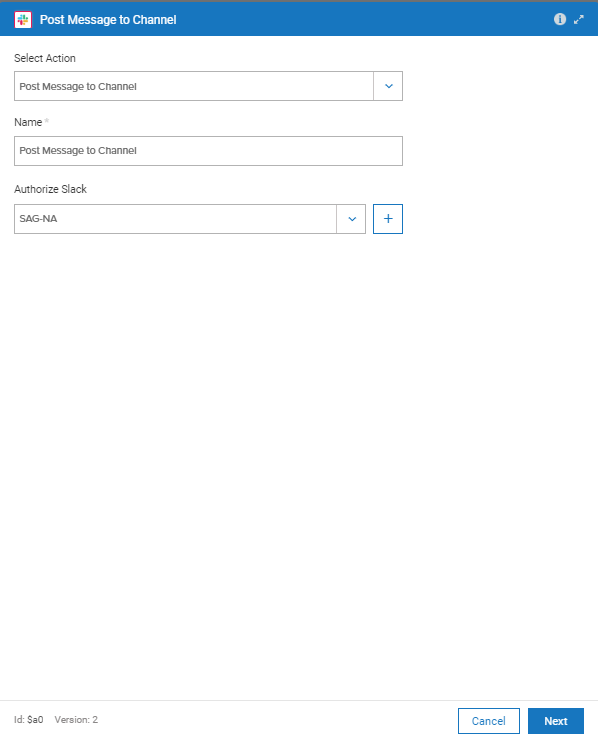 Post Message to Channel
Select Action
Post Message to Channel
Name *
Post Message to Channel
Authorize Slack
SAG-NA
+
Id: $a0 Version: 2
Cancel
Next